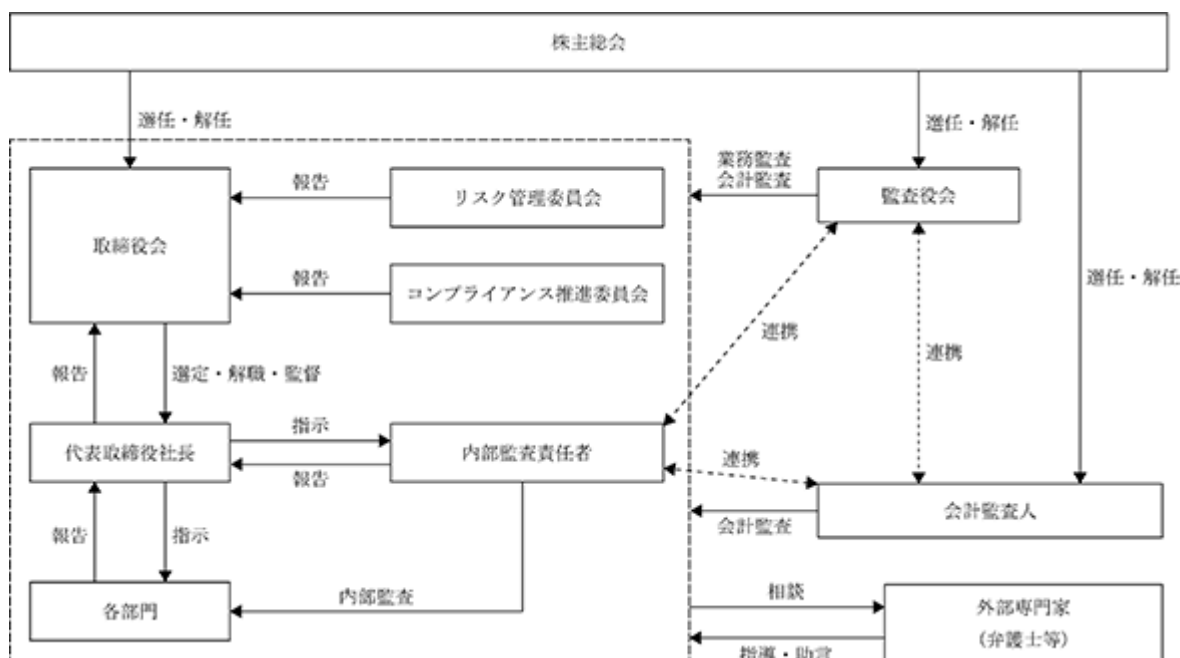 株主総会
選任・解任
選任・解任
業務監査
会計監査
報告
リスク管理委員会
監査役会
取締役会
報告
コンプライアンス推進委員会
選任・解任
連携
連携
報告
選定・解職・監督
指示
代表取締役社長
内部監査責任者
報告
連携
会計監査人
会計監査
報告
指示
内部監査
各部門
相談
外部専門家
(弁護士等)
指導・助言